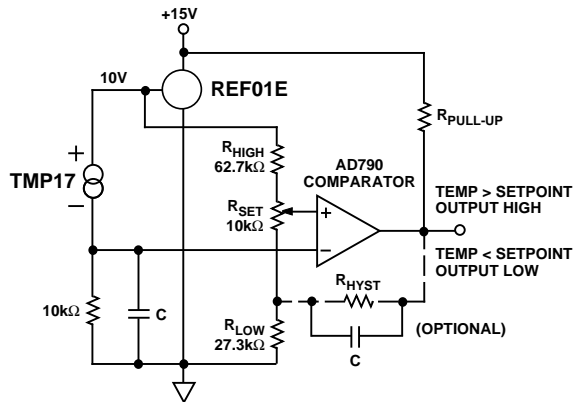 +15V
10V
REF01E
RHIGH
62.7kΩ
RPULL-UP
AD790
COMPARATOR
+
TMP17
–
RSET
10kΩ
+
–
TEMP > SETPOINT
OUTPUT HIGH
TEMP < SETPOINT
OUTPUT LOW
RHYST
10kΩ
C
RLOW
27.3kΩ
C
(OPTIONAL)